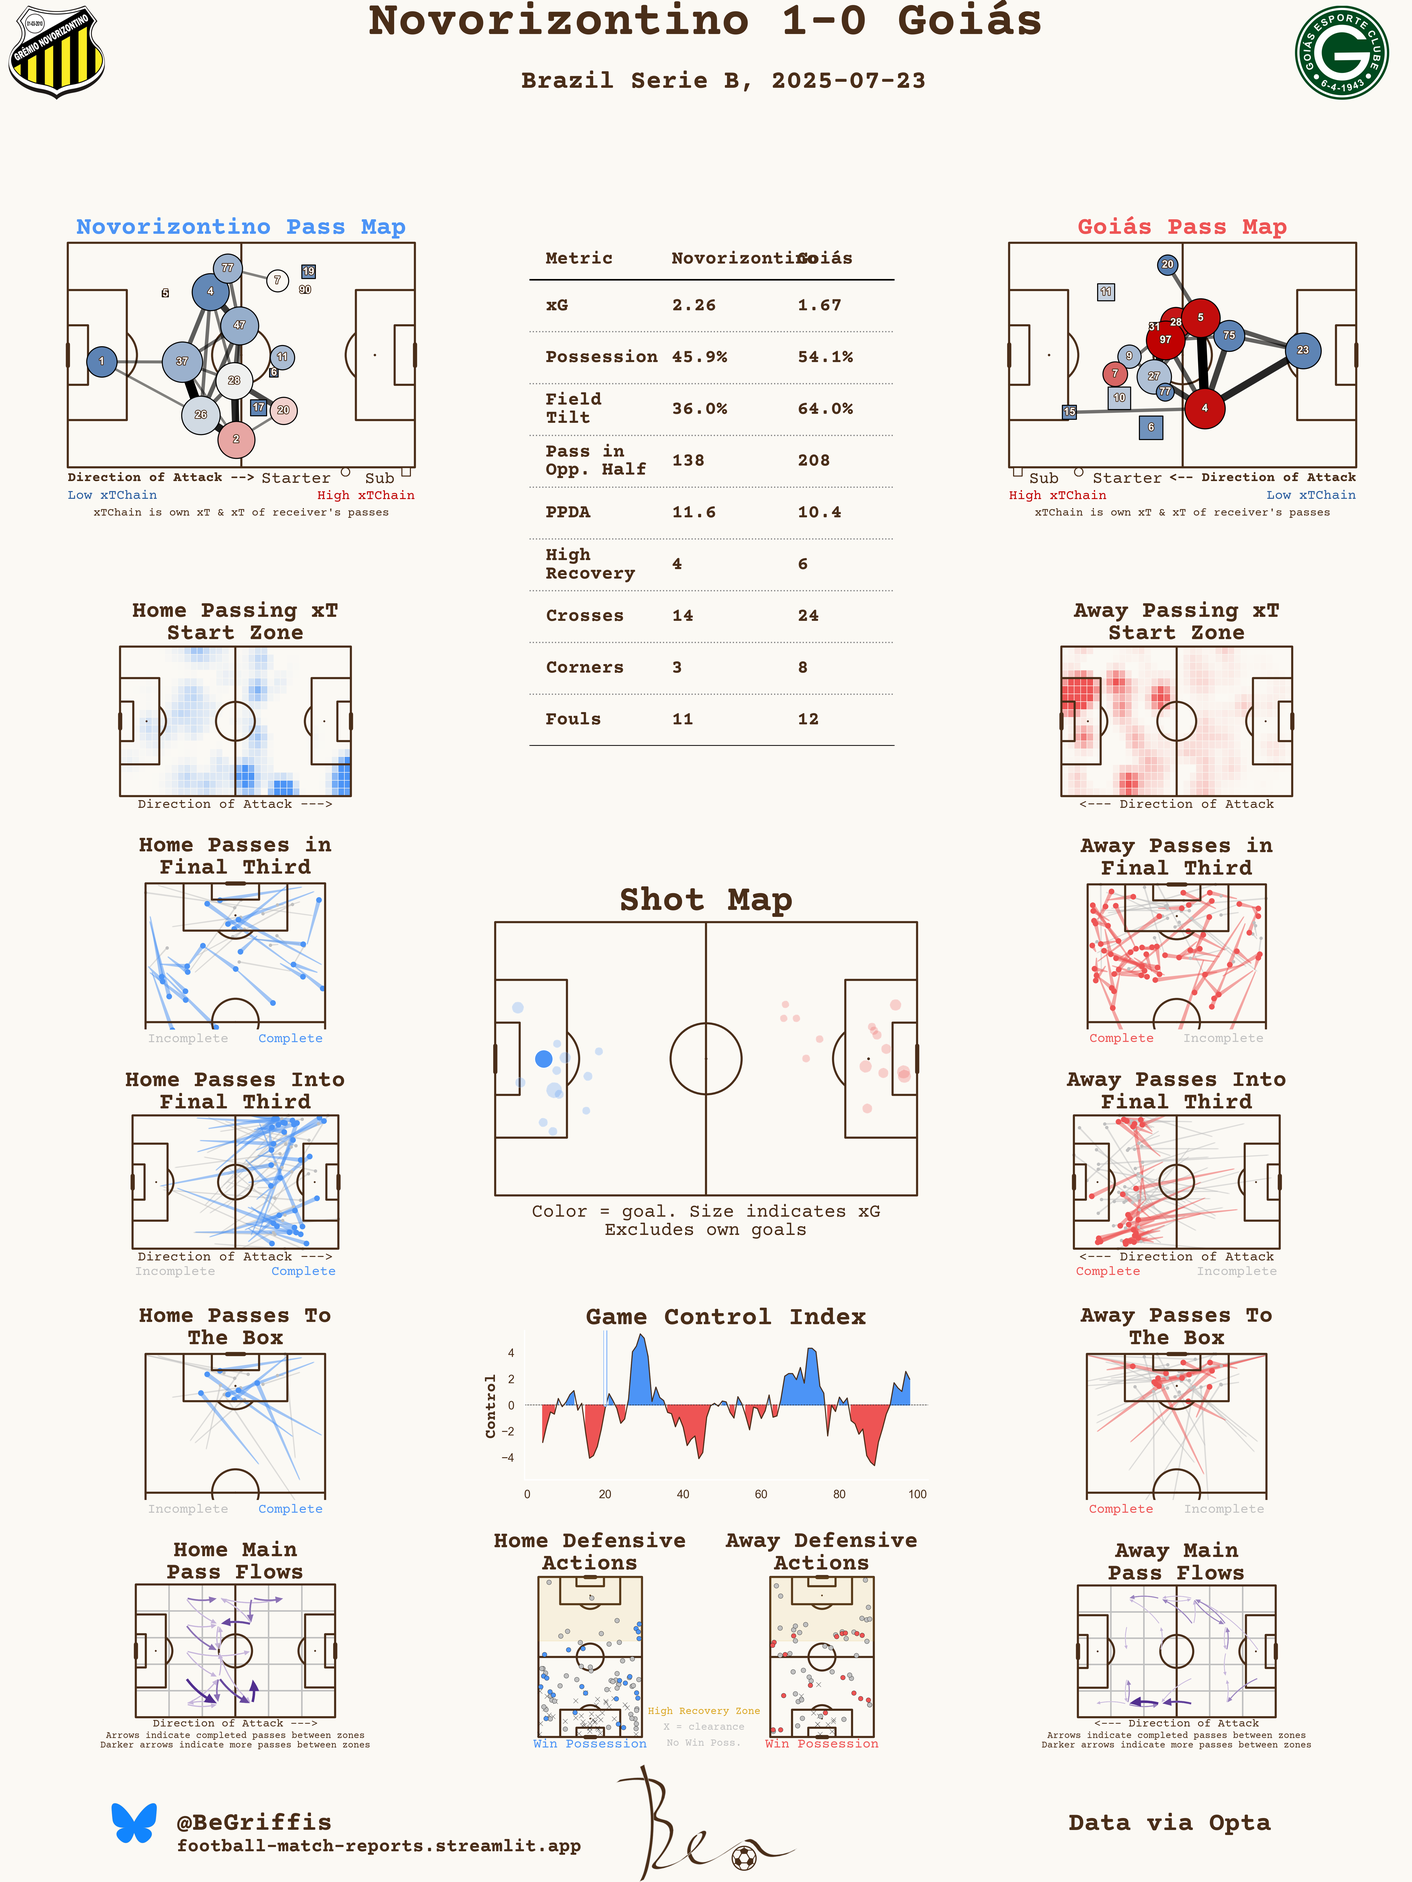 Novorizontino 1-0 Goiás
Brazil Serie B, 2025-07-23
GRÊMIO NOVORIZONTINO
GOIÁS ESPORTE CLUBE
6-4-1943
Novorizontino Pass Map
77
7
19
5
4
90
47
1
37
11
6
28
26
17
20
2
Direction of Attack --> Starter Sub
Low xTChain High xTChain
xTChain is own xT & xT of receiver's passes
Metric Novorizontino Goiás
xG 2.26 1.67
Possession 45.9% 54.1%
Field
Tilt 36.0% 64.0%
Pass in
Opp. Half 138 208
PPDA 11.6 10.4
High
Recovery 4 6
Crosses 14 24
Corners 3 8
Fouls 11 12
Goiás Pass Map
20
11
5
28
31
97
75
23
9
7
27
77
10
15
4
6
Sub Starter <-- Direction of Attack
High xTChain Low xTChain
xTChain is own xT & xT of receiver's passes
Home Passing xT
Start Zone
Direction of Attack --->
Away Passing xT
Start Zone
<--- Direction of Attack
Home Passes in
Final Third
Incomplete Complete
Away Passes in
Final Third
Complete Incomplete
Shot Map
Color = goal. Size indicates xG
Excludes own goals
Home Passes Into
Final Third
Direction of Attack --->
Incomplete Complete
Away Passes Into
Final Third
<--- Direction of Attack
Complete Incomplete
Home Passes To
The Box
Incomplete Complete
Game Control Index
Control
4
2
0
−2
−4
0 20 40 60 80 100
Away Passes To
The Box
Complete Incomplete
Home Main
Pass Flows
Direction of Attack --->
Arrows indicate completed passes between zones
Darker arrows indicate more passes between zones
Home Defensive
Actions
Win Possession
Away Defensive
Actions
Win Possession
High Recovery Zone
X = clearance
No Win Poss.
Away Main
Pass Flows
<--- Direction of Attack
Arrows indicate completed passes between zones
Darker arrows indicate more passes between zones
@BeGriffis
football-match-reports.streamlit.app
Ben
Data via Opta